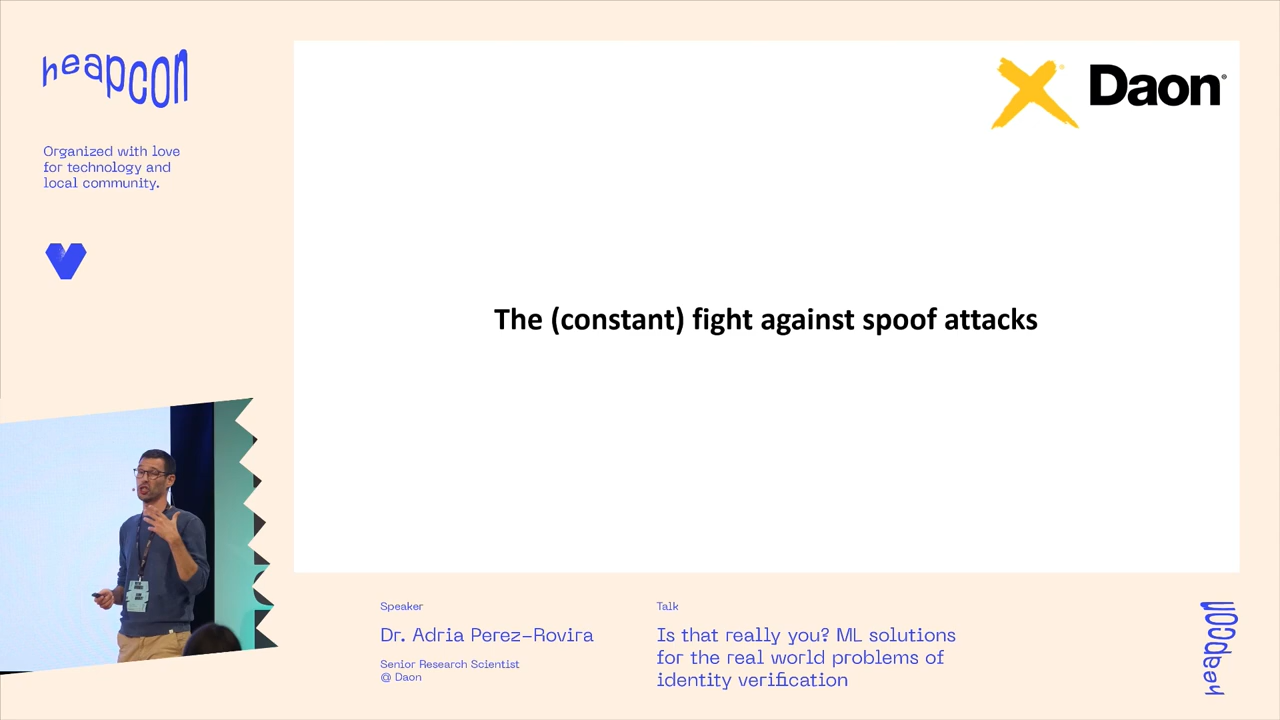 heapcon
Organized with love
for technology and
local community.
Daon
The (constant) fight against spoof attacks
Speaker
Dr. Adria Perez-Rovira
Senior Research Scientist
@ Daon
Talk
Is that really you? ML solutions
for the real world problems of
identity verification
heapcon